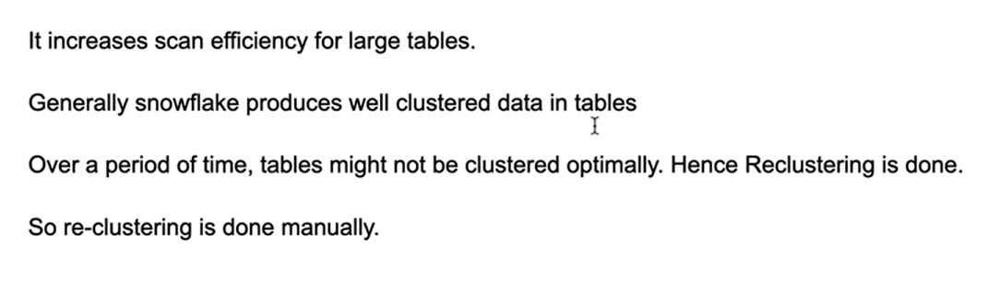 It increases scan efficiency for large tables.
Generally snowflake produces well clustered data in tables
Over a period of time, tables might not be clustered optimally. Hence Reclustering is done.
So re-clustering is done manually.